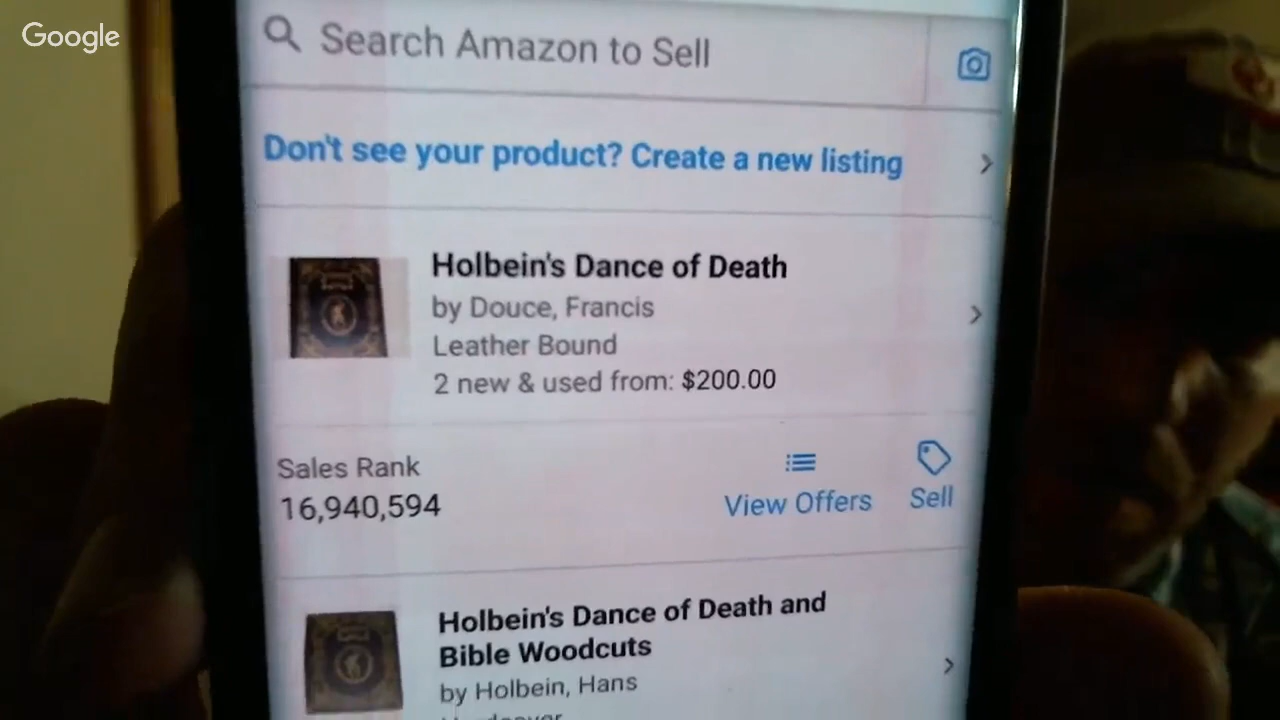 Google
Search Amazon to Sell
Don't see your product? Create a new listing
Holbein's Dance of Death
by Douce, Francis
Leather Bound
2 new & used from: $200.00
Sales Rank
16,940,594
View Offers
Sell
Holbein's Dance of Death and
Bible Woodcuts
by Holbein, Hans